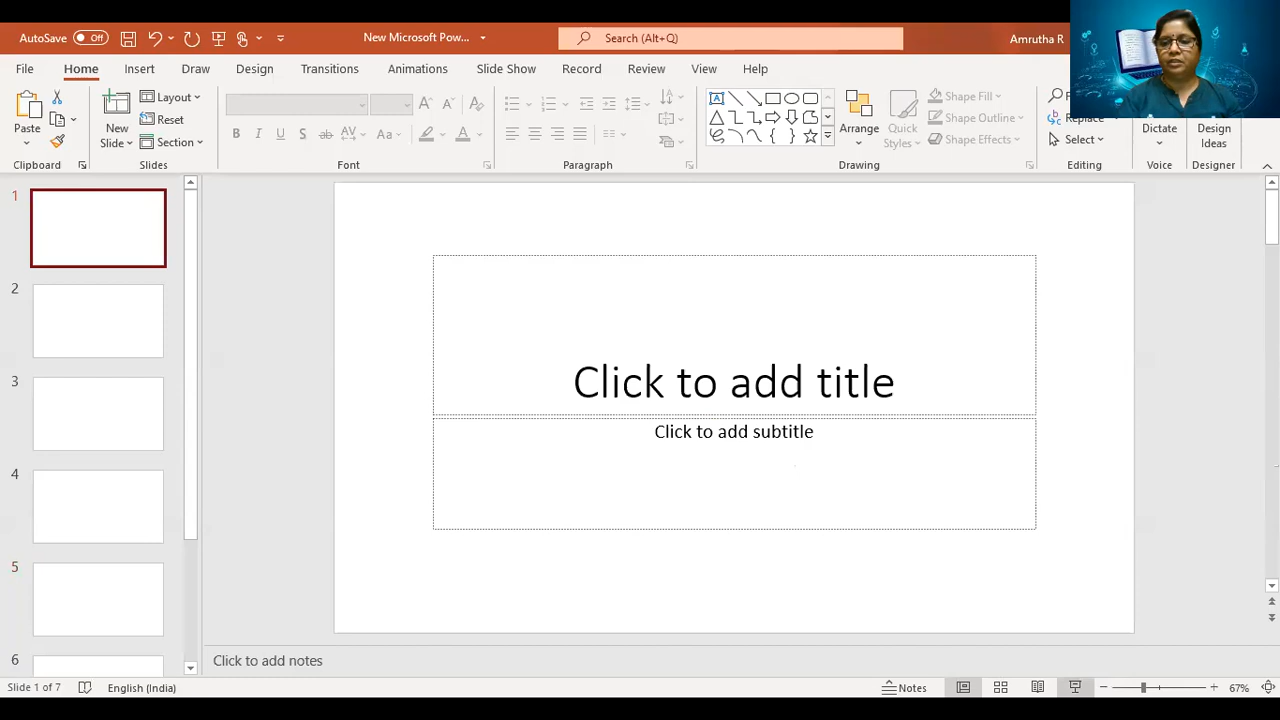 AutoSave Off New Microsoft Pow... Search (Alt+Q) Amrutha R
File Home Insert Draw Design Transitions Animations Slide Show Record Review View Help
Paste
New
Slide
Layout
Reset
Section
B I U S ab AV Aa A
Arrange
Quick
Styles
Shape Fill
Shape Outline
Shape Effects
Replace
Select
Dictate
Design
Ideas
Clipboard Slides Font Paragraph Drawing Editing Voice Designer
1
2
3
4
5
6
Click to add title
Click to add subtitle
Click to add notes
Slide 1 of 7 English (India) Notes 67%